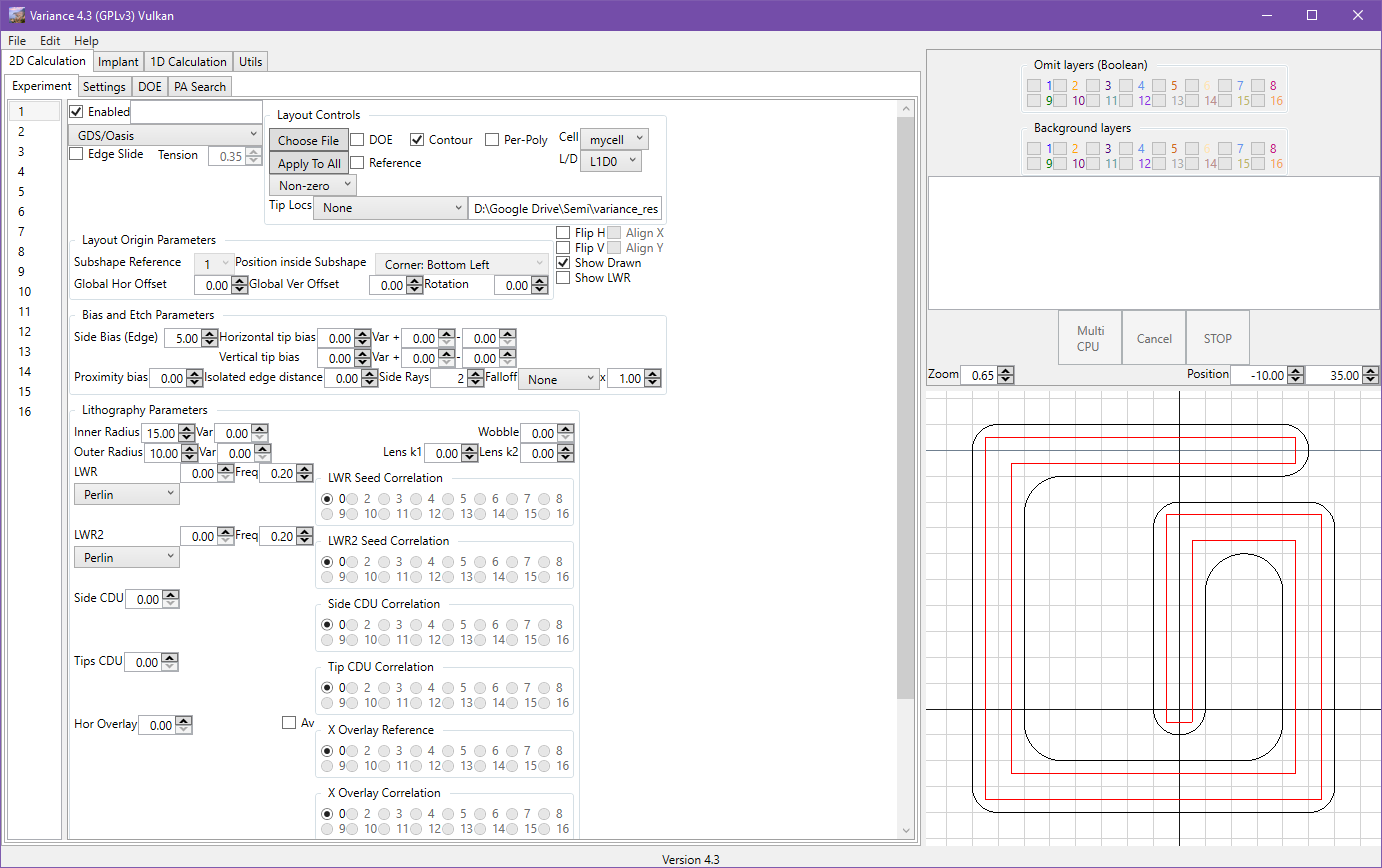 Variance 4.3 (GPLv3) Vulkan
File Edit Help
2D Calculation Implant 1D Calculation Utils
Experiment Settings DOE PA Search
1
2
3
4
5
6
7
8
9
10
11
12
13
14
15
16
Enabled
GDS/Oasis
Edge Slide Tension 0.35
Layout Controls
Choose File DOE Contour Per-Poly Cell mycell
Apply To All Reference L/D L1D0
Non-zero
Tip Locs None D:\Google Drive\Semi\variance_res
Flip H Align X
Flip V Align Y
Show Drawn
Show LWR
Layout Origin Parameters
Subshape Reference 1 Position inside Subshape Corner: Bottom Left
Global Hor Offset 0.00 Global Ver Offset 0.00 Rotation 0.00
Bias and Etch Parameters
Side Bias (Edge) 5.00 Horizontal tip bias 0.00 Var + 0.00 - 0.00
Vertical tip bias 0.00 Var + 0.00 - 0.00
Proximity bias 0.00 Isolated edge distance 0.00 Side Rays 2 Falloff None x 1.00
Lithography Parameters
Inner Radius 15.00 Var 0.00 Wobble 0.00
Outer Radius 10.00 Var 0.00 Lens k1 0.00 Lens k2 0.00
LWR 0.00 Freq 0.20
Perlin
LWR Seed Correlation
0 2 3 4 5 6 7 8
9 10 11 12 13 14 15 16
LWR2 0.00 Freq 0.20
Perlin
LWR2 Seed Correlation
0 2 3 4 5 6 7 8
9 10 11 12 13 14 15 16
Side CDU 0.00
Side CDU Correlation
0 2 3 4 5 6 7 8
9 10 11 12 13 14 15 16
Tips CDU 0.00
Tip CDU Correlation
0 2 3 4 5 6 7 8
9 10 11 12 13 14 15 16
Hor Overlay 0.00 Av
X Overlay Reference
0 2 3 4 5 6 7 8
9 10 11 12 13 14 15 16
X Overlay Correlation
0 2 3 4 5 6 7 8
9 10 11 12 13 14 15 16
Omit layers (Boolean)
1 2 3 4 5 6 7 8
9 10 11 12 13 14 15 16
Background layers
1 2 3 4 5 6 7 8
9 10 11 12 13 14 15 16
Multi
CPU
Cancel
STOP
Zoom 0.65 Position -10.00 35.00
Version 4.3